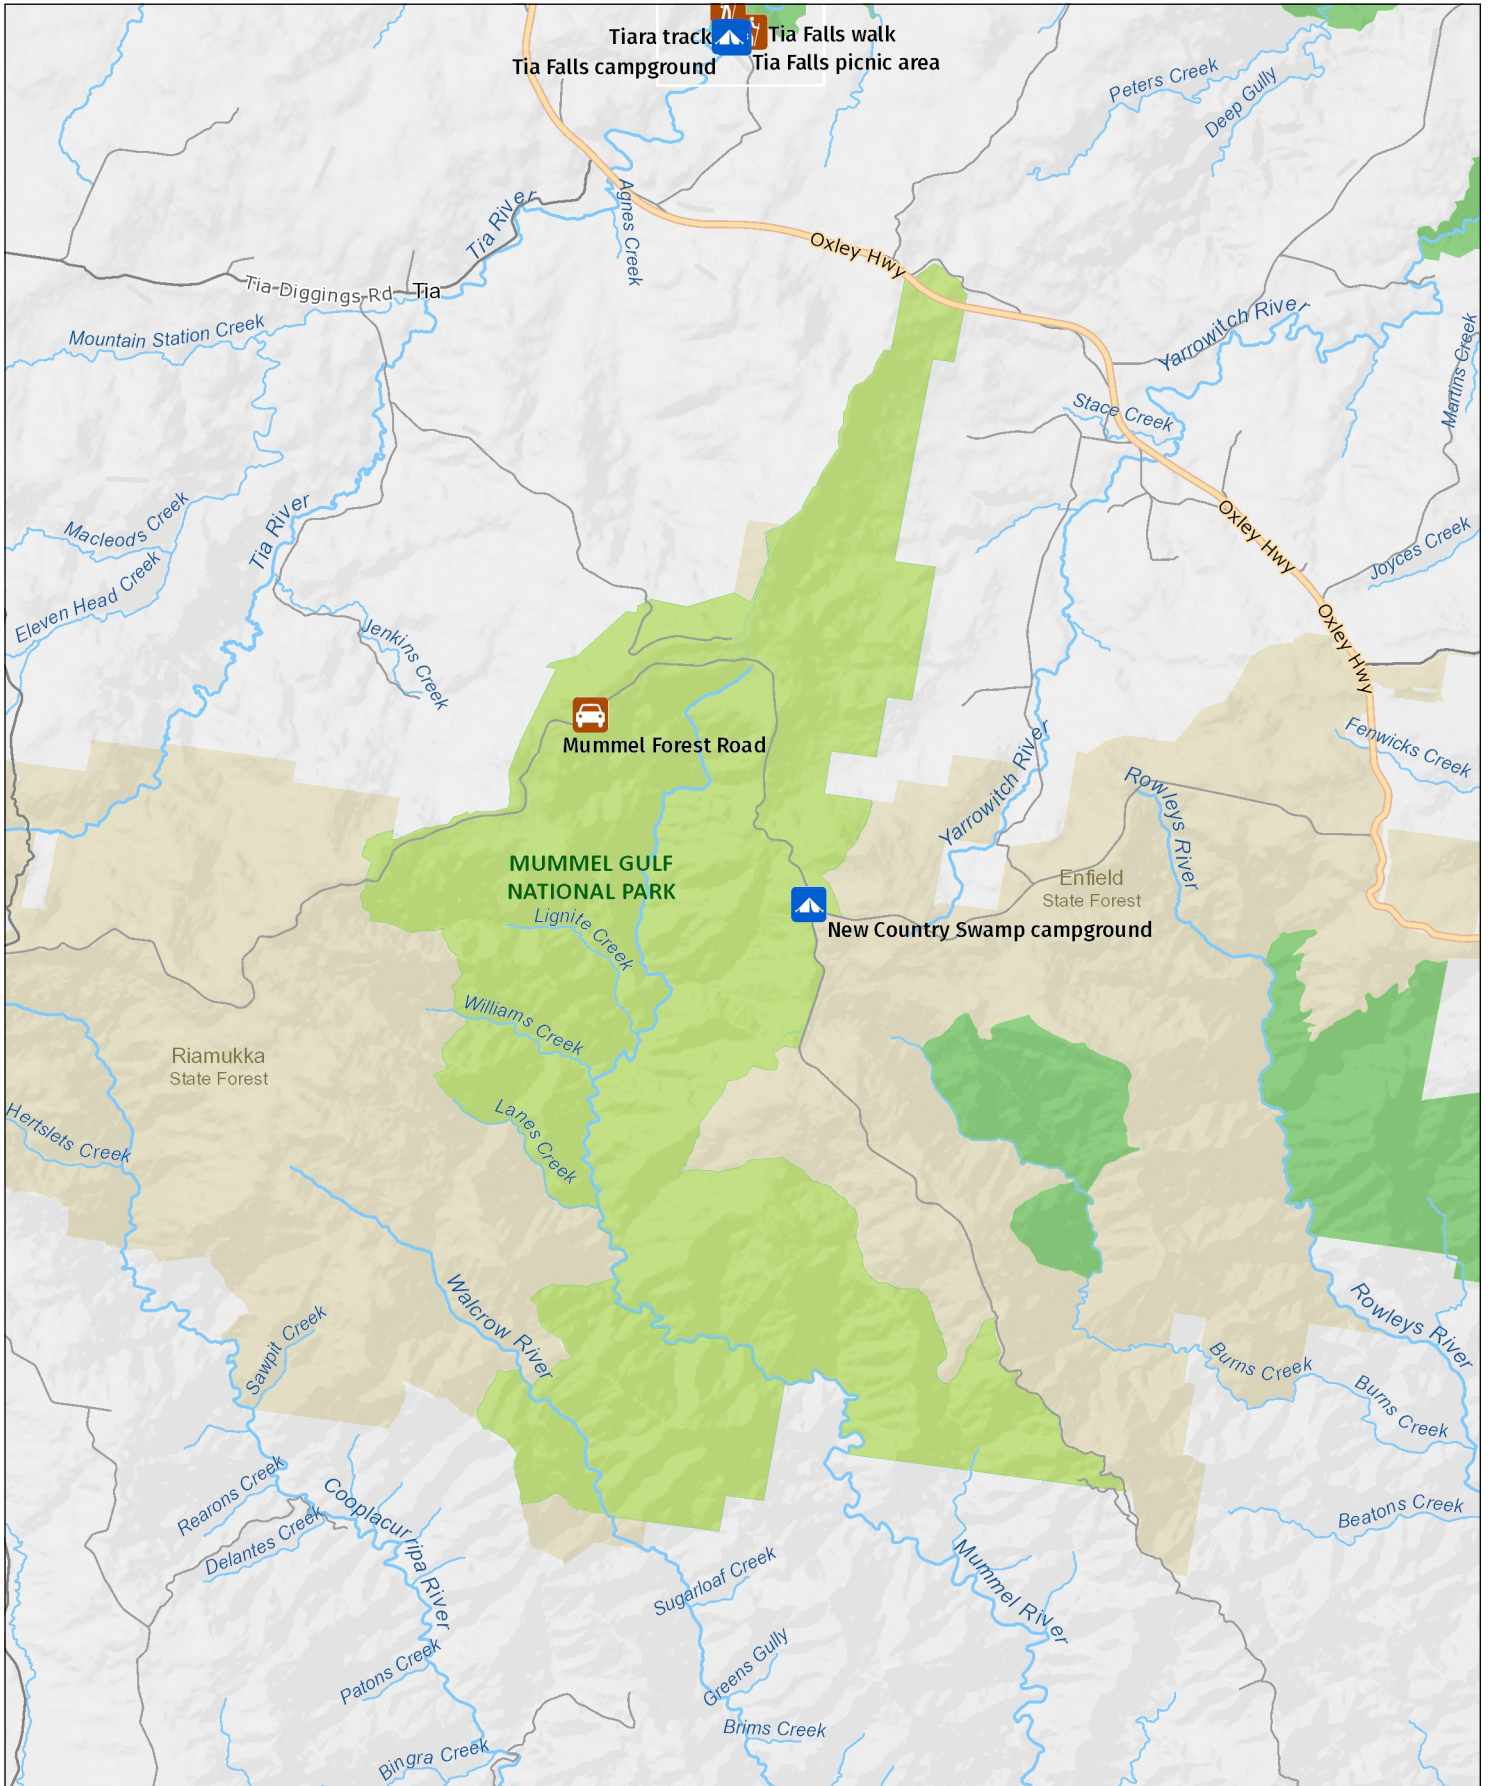 Tiara track
Tia Falls walk
Tia Falls campground
Tia Falls picnic area
Peters Creek
Deep Gully
Agnes Creek
Tia River
Oxley Hwy
Tia Diggings Rd
Tia
Mountain Station Creek
Yarrowitch River
Martins Creek
Stace Creek
Macleods Creek
Tia River
Oxley Hwy
Joyces Creek
Eleven Head Creek
Jenkins Creek
Oxley Hwy
Mummel Forest Road
Yarrowitch River
Fenwicks Creek
Rowleys River
MUMMEL GULF
NATIONAL PARK
Enfield
State Forest
Lignite Creek
New Country Swamp campground
Williams Creek
Riamukka
State Forest
Hertslets Creek
Lanes Creek
Walcrow River
Sawpit Creek
Rowleys River
Burns Creek
Burns Creek
Rearons Creek
Cooplacurripa River
Delantes Creek
Beatons Creek
Sugarloaf Creek
Mummel River
Patons Creek
Greens Gully
Brims Creek
Bingra Creek